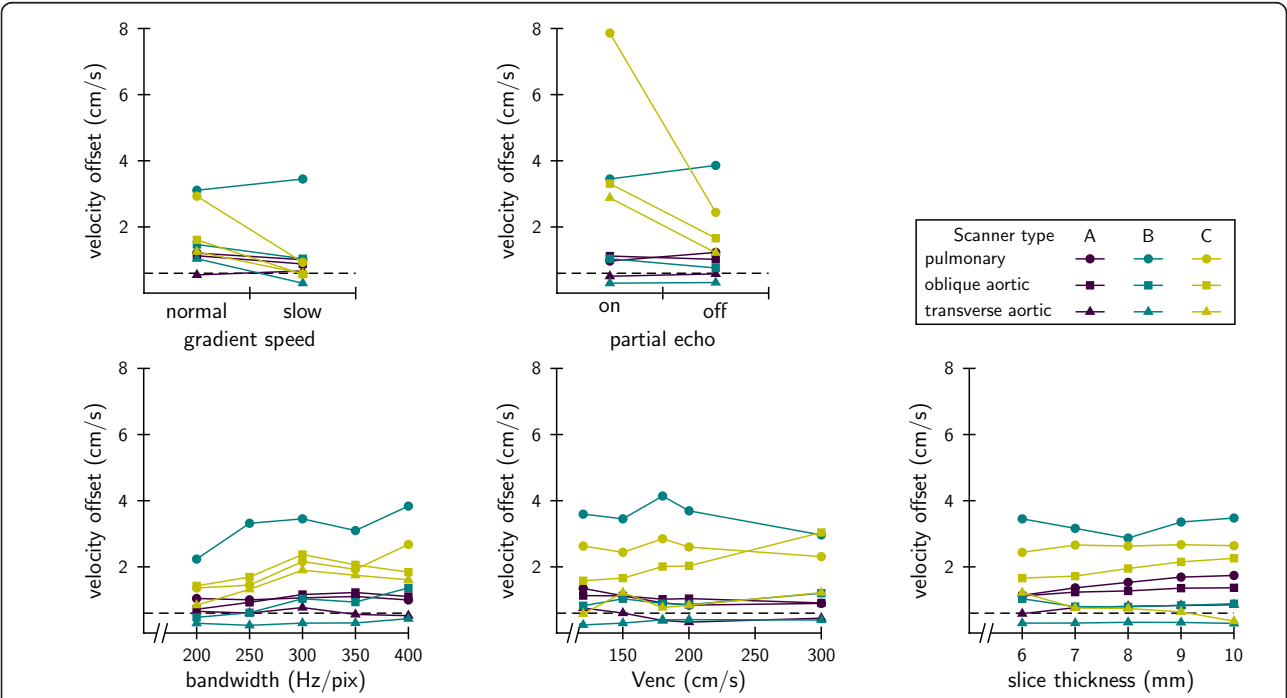 8
6
4
2
velocity offset (cm/s)
normal slow
gradient speed
8
6
4
2
velocity offset (cm/s)
on off
partial echo
Scanner type A B C
pulmonary
oblique aortic
transverse aortic
8
6
4
2
velocity offset (cm/s)
200 250 300 350 400
bandwidth (Hz/pix)
8
6
4
2
velocity offset (cm/s)
150 200 300
Venc (cm/s)
8
6
4
2
velocity offset (cm/s)
6 7 8 9 10
slice thickness (mm)